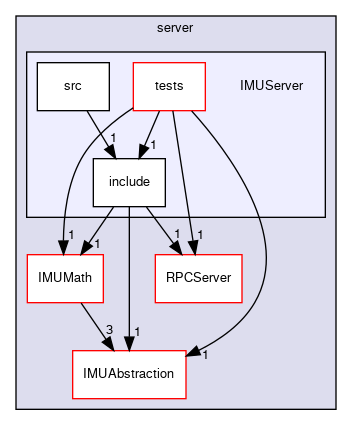 server
src
tests
IMUServer
1
1
include
1
1
1
1
IMUMath
RPCServer
3
1
1
IMUAbstraction